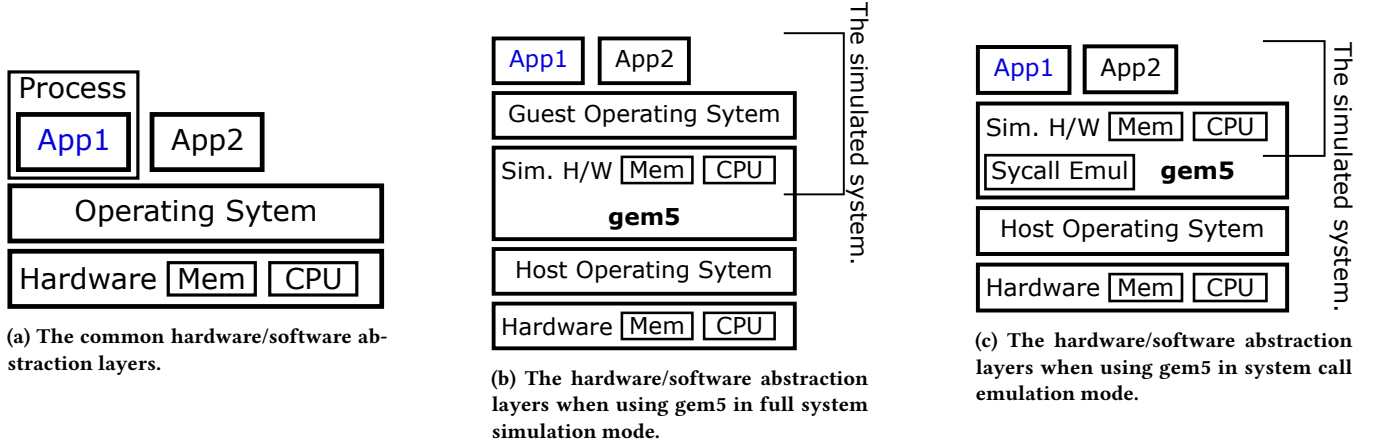 Process
App1 App2
Operating Sytem
Hardware Mem CPU
(a) The common hardware/software ab-
straction layers.
App1 App2
Guest Operating Sytem
Sim. H/W Mem CPU
gem5
Host Operating Sytem
Hardware Mem CPU
The simulated system.
(b) The hardware/software abstraction
layers when using gem5 in full system
simulation mode.
App1 App2
Sim. H/W Mem CPU
Sycall Emul gem5
Host Operating Sytem
Hardware Mem CPU
The simulated system.
(c) The hardware/software abstraction
layers when using gem5 in system call
emulation mode.